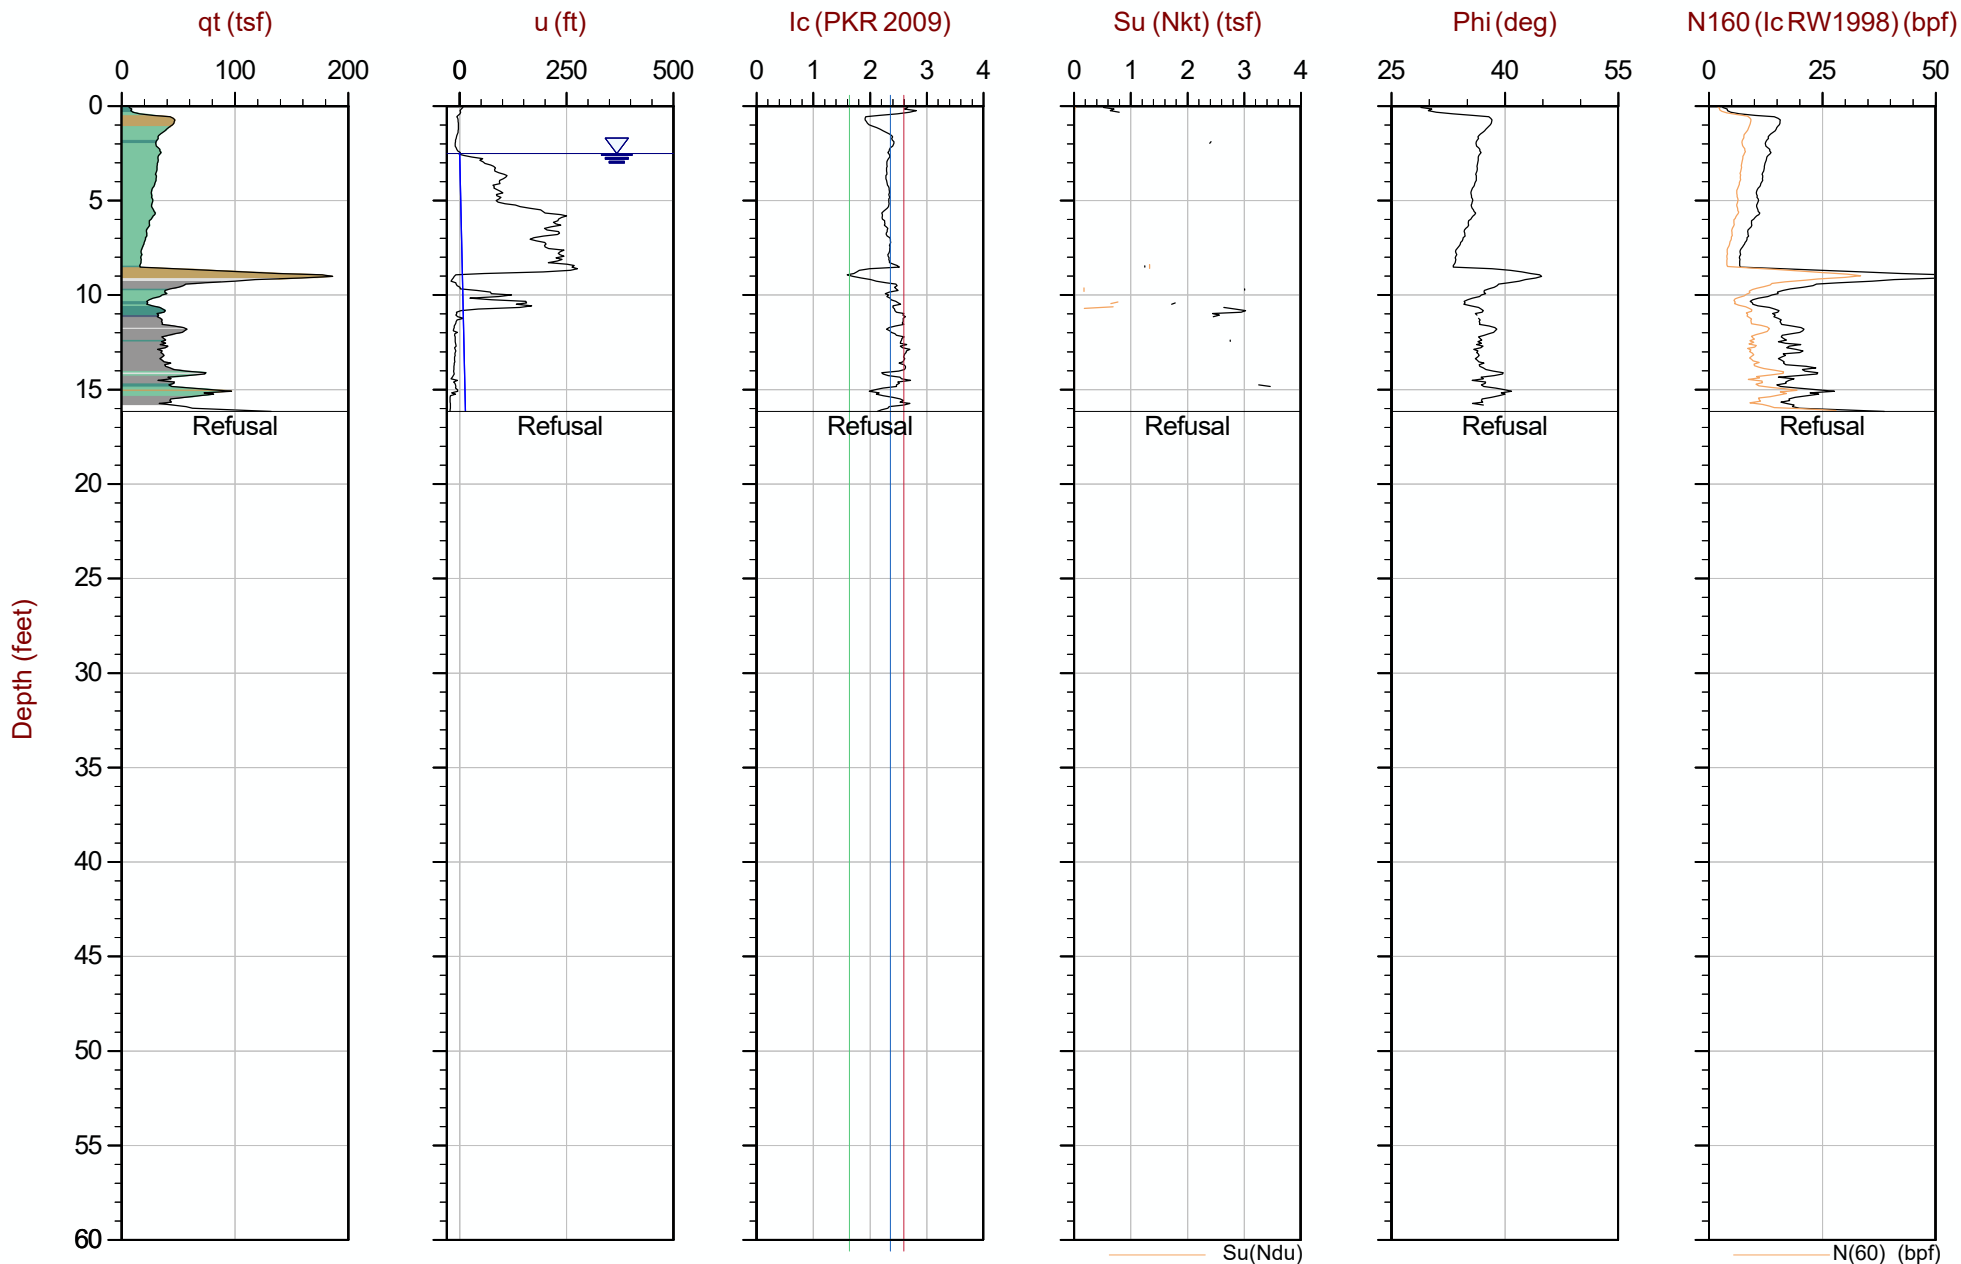 qt (tsf) u (ft) Ic (PKR 2009) Su (Nkt) (tsf) Phi (deg) N160 (Ic RW1998) (bpf)
0 100 200 0 250 500 0 1 2 3 4 0 1 2 3 4 25 40 55 0 25 50
0
5
10
15
Refusal Refusal Refusal Refusal Refusal Refusal
20
25
30
Depth (feet)
35
40
45
50
55
60
Su(Ndu) N(60) (bpf)